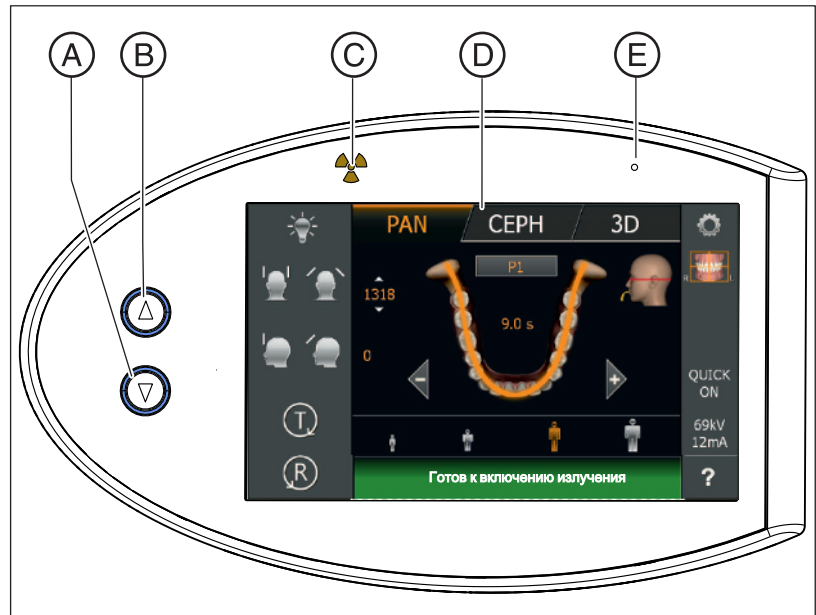 A B C D E
PAN CEPH 3D
P1
1318
R L
9.0 s
0
QUICK
ON
T
69kV
12mA
R
Готов к включению излучения ?